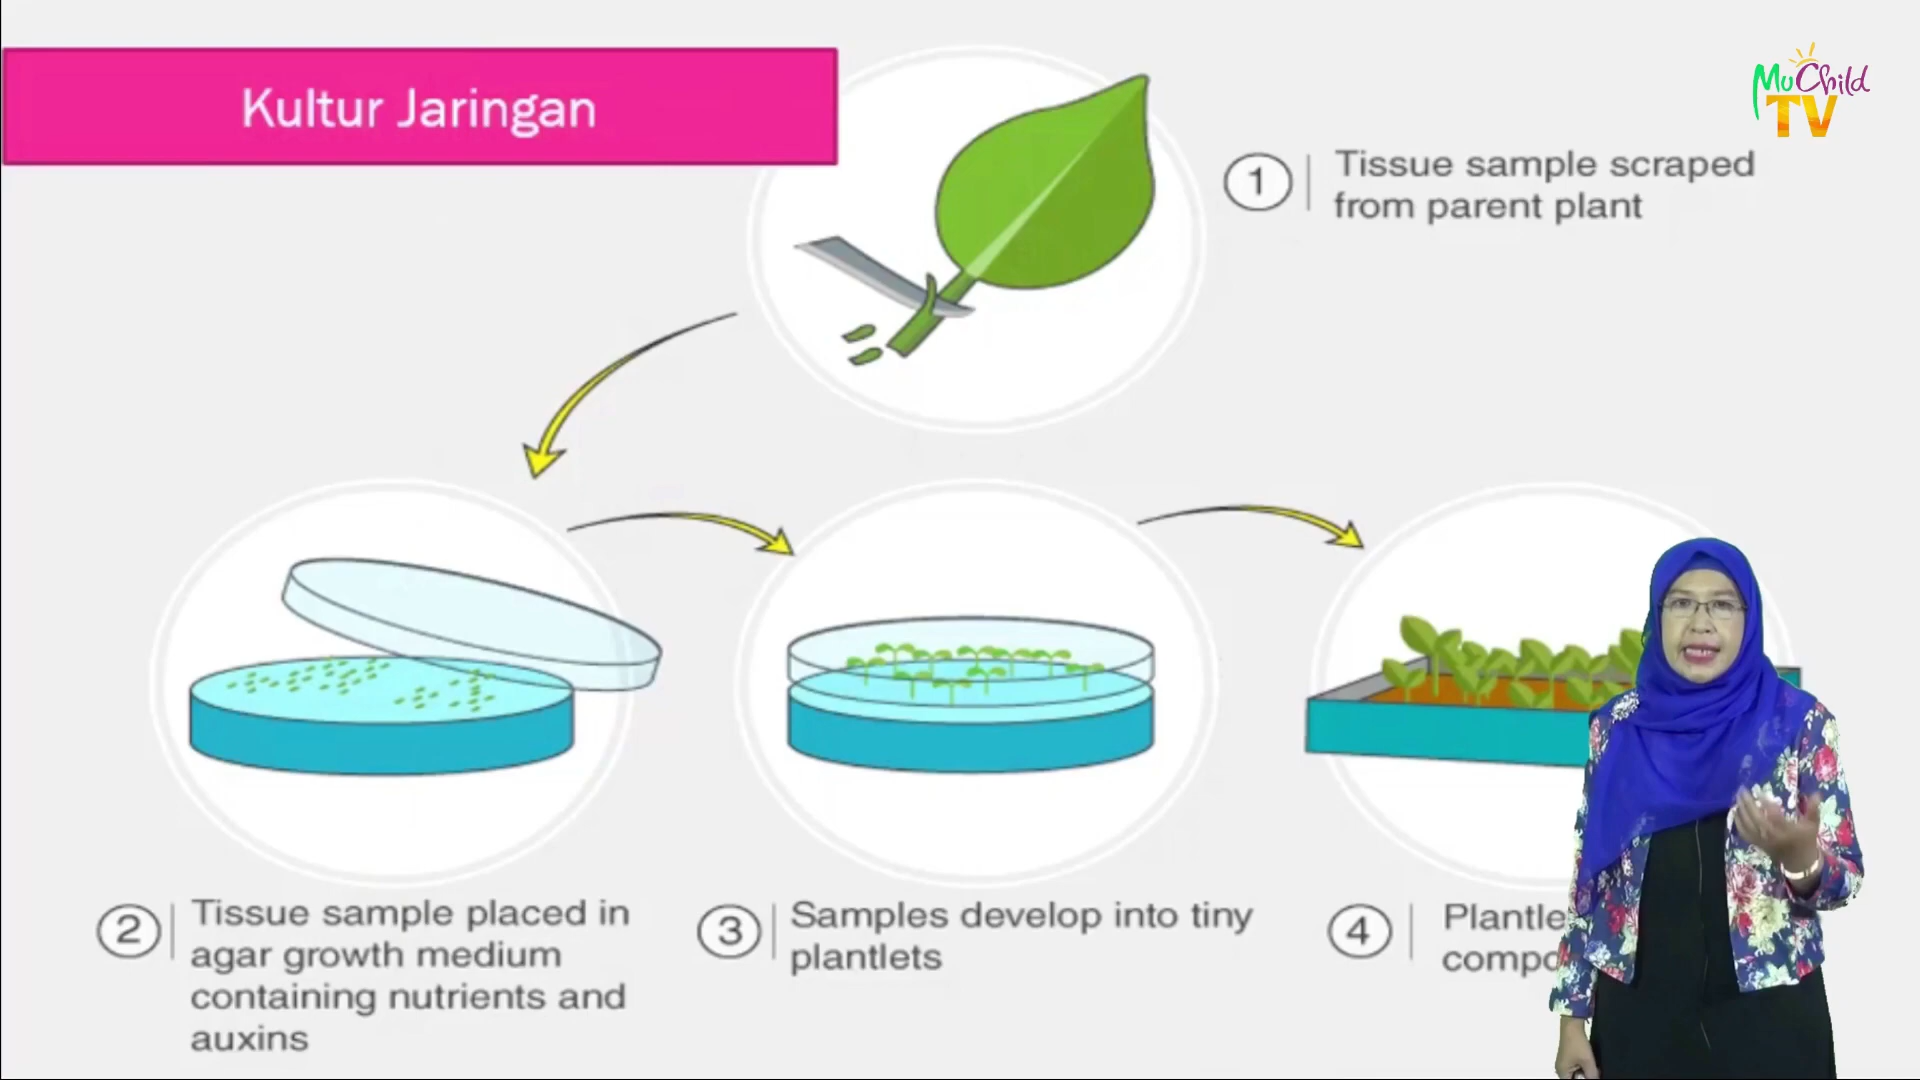 Kultur Jaringan
MuChild
TV
1
Tissue sample scraped
from parent plant
2
Tissue sample placed in
agar growth medium
containing nutrients and
auxins
3
Samples develop into tiny
plantlets
4